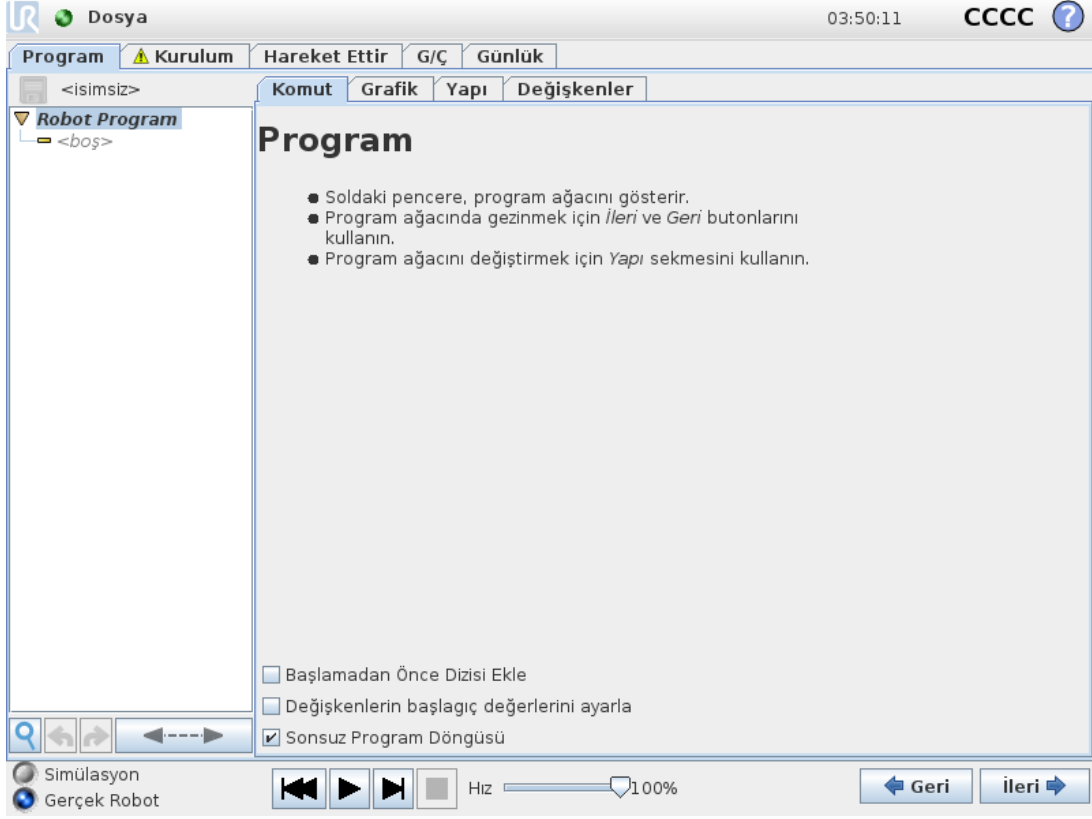 UR Dosya 03:50:11 CCCC ?
Program Kurulum Hareket Ettir G/Ç Günlük
<isimsiz> Komut Grafik Yapı Değişkenler
Robot Program
<boş>
Program
Soldaki pencere, program ağacını gösterir.
Program ağacında gezinmek için İleri ve Geri butonlarını
kullanın.
Program ağacını değiştirmek için Yapı sekmesini kullanın.
Başlamadan Önce Dizisi Ekle
Değişkenlerin başlagıç değerlerini ayarla
Sonsuz Program Döngüsü
Simülasyon
Gerçek Robot
Hız 100% Geri İleri